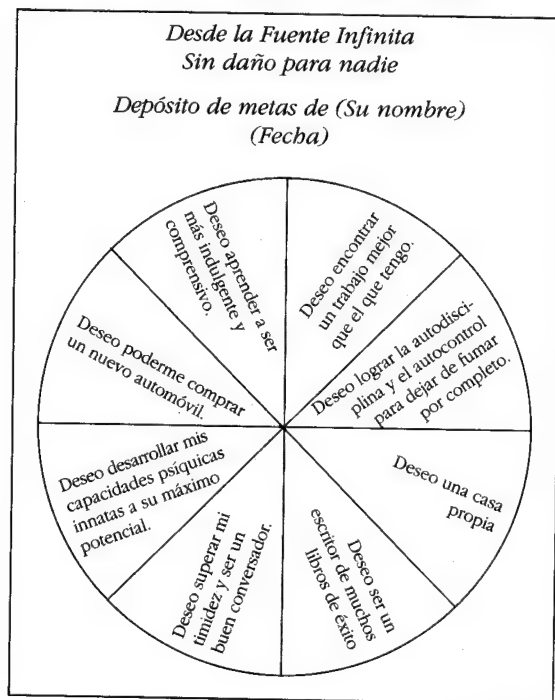 Desde la Fuente Infinita
Sin daño para nadie
Depósito de metas de (Su nombre)
(Fecha)
Deseo encontrar
un trabajo mejor
que el que tengo.
Deseo lograr la autodisci-
plina y el autocontrol
para dejar de fumar
por completo.
Deseo una casa
propia
Deseo ser un
escritor de muchos
libros de éxito
Deseo superar mi
timidez y ser un
buen conversador.
Deseo desarrollar mis
capacidades psíquicas
innatas a su máximo
potencial.
Deseo poderme comprar
un nuevo automóvil.
Deseo aprender a ser
más indulgente y
comprensivo.